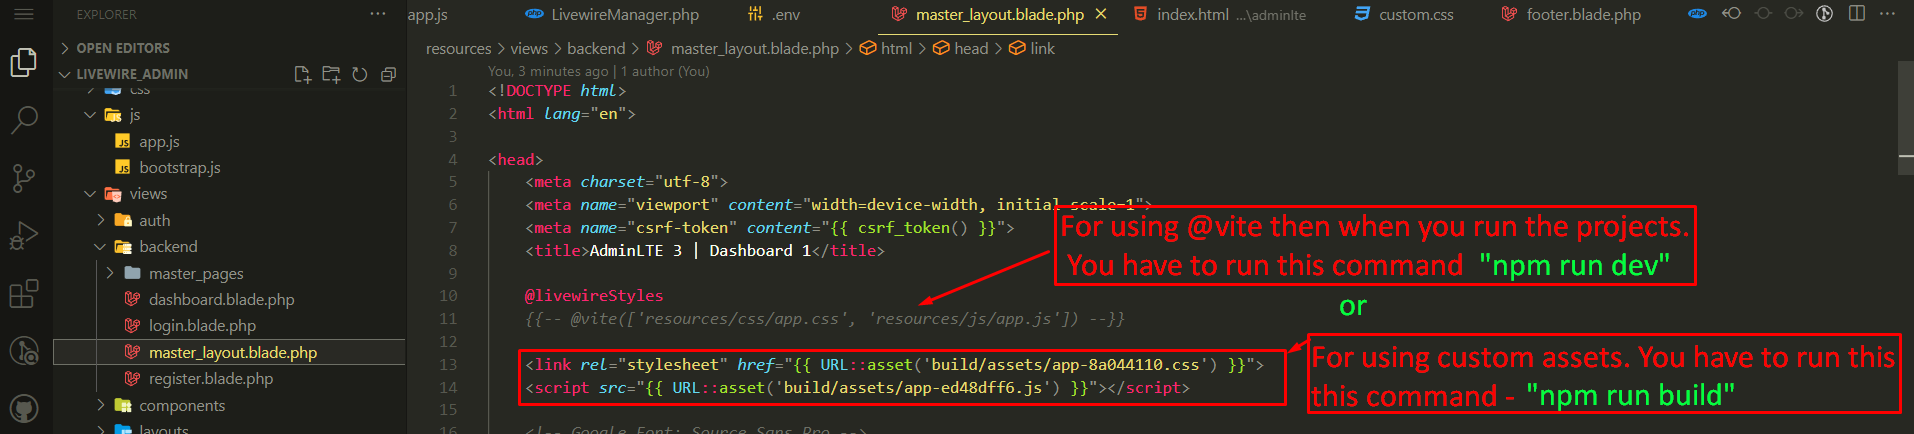 EXPLORER
app.js
LivewireManager.php
.env
master_layout.blade.php
index.html ...\adminlte
custom.css
footer.blade.php
OPEN EDITORS
resources > views > backend > master_layout.blade.php > html > head > link
LIVEWIRE_ADMIN
You, 3 minutes ago | 1 author (You)
css
js
app.js
bootstrap.js
views
auth
backend
master_pages
dashboard.blade.php
login.blade.php
master_layout.blade.php
register.blade.php
components
layouts
1 <!DOCTYPE html>
2 <html lang="en">
3
4 <head>
5 <meta charset="utf-8">
6 <meta name="viewport" content="width=device-width, initial-scale=1">
7 <meta name="csrf-token" content="{{ csrf_token() }}">
8 <title>AdminLTE 3 | Dashboard 1</title>
9
10 @livewireStyles
11 {{-- @vite(['resources/css/app.css', 'resources/js/app.js']) --}}
12
13 <link rel="stylesheet" href="{{ URL::asset('build/assets/app-8a044110.css') }}">
14 <script src="{{ URL::asset('build/assets/app-ed48dff6.js') }}"></script>
15
16 <!-- Google Font: Source Sans Pro -->
For using @vite then when you run the projects.
You have to run this command "npm run dev"
or
For using custom assets. You have to run this
this command - "npm run build"